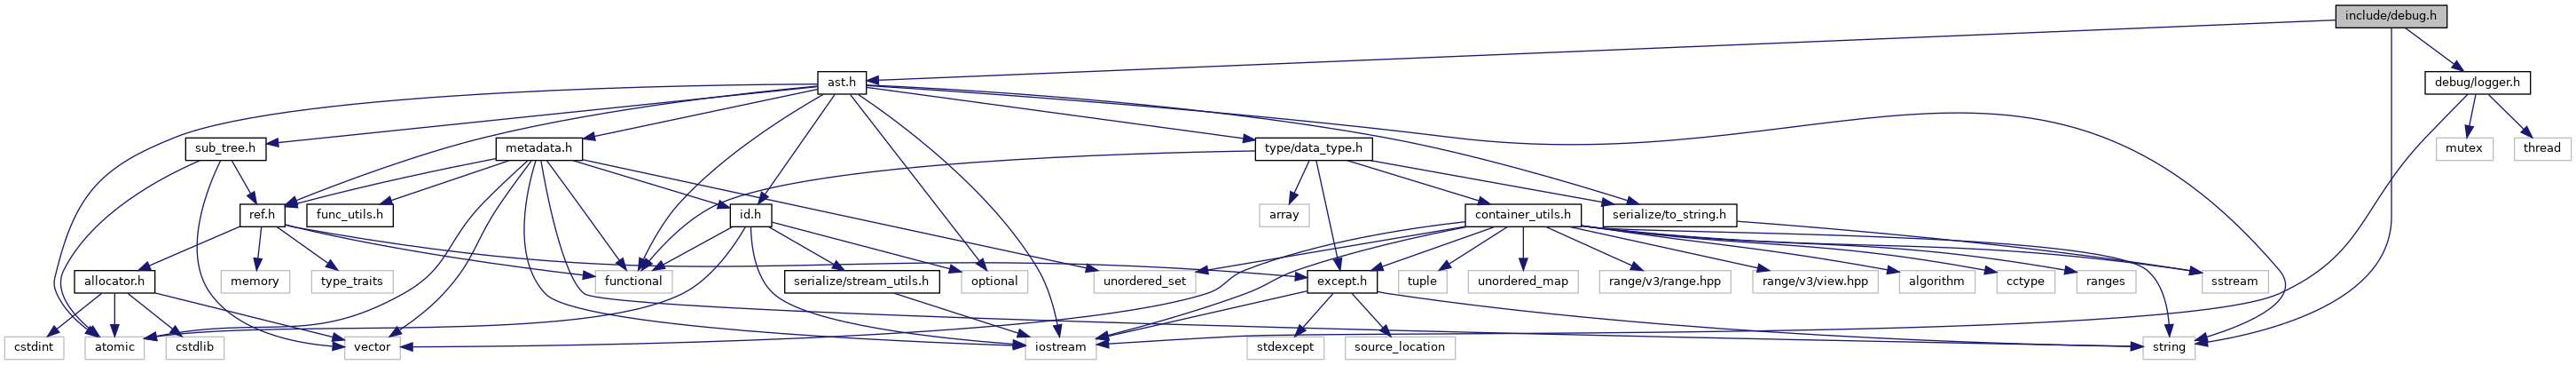 include/debug.h
ast.h
debug/logger.h
sub_tree.h
metadata.h
type/data_type.h
mutex
thread
ref.h
func_utils.h
id.h
array
container_utils.h
serialize/to_string.h
allocator.h
memory
type_traits
functional
serialize/stream_utils.h
optional
unordered_set
except.h
tuple
unordered_map
range/v3/range.hpp
range/v3/view.hpp
algorithm
cctype
ranges
sstream
cstdint
atomic
cstdlib
vector
iostream
stdexcept
source_location
string